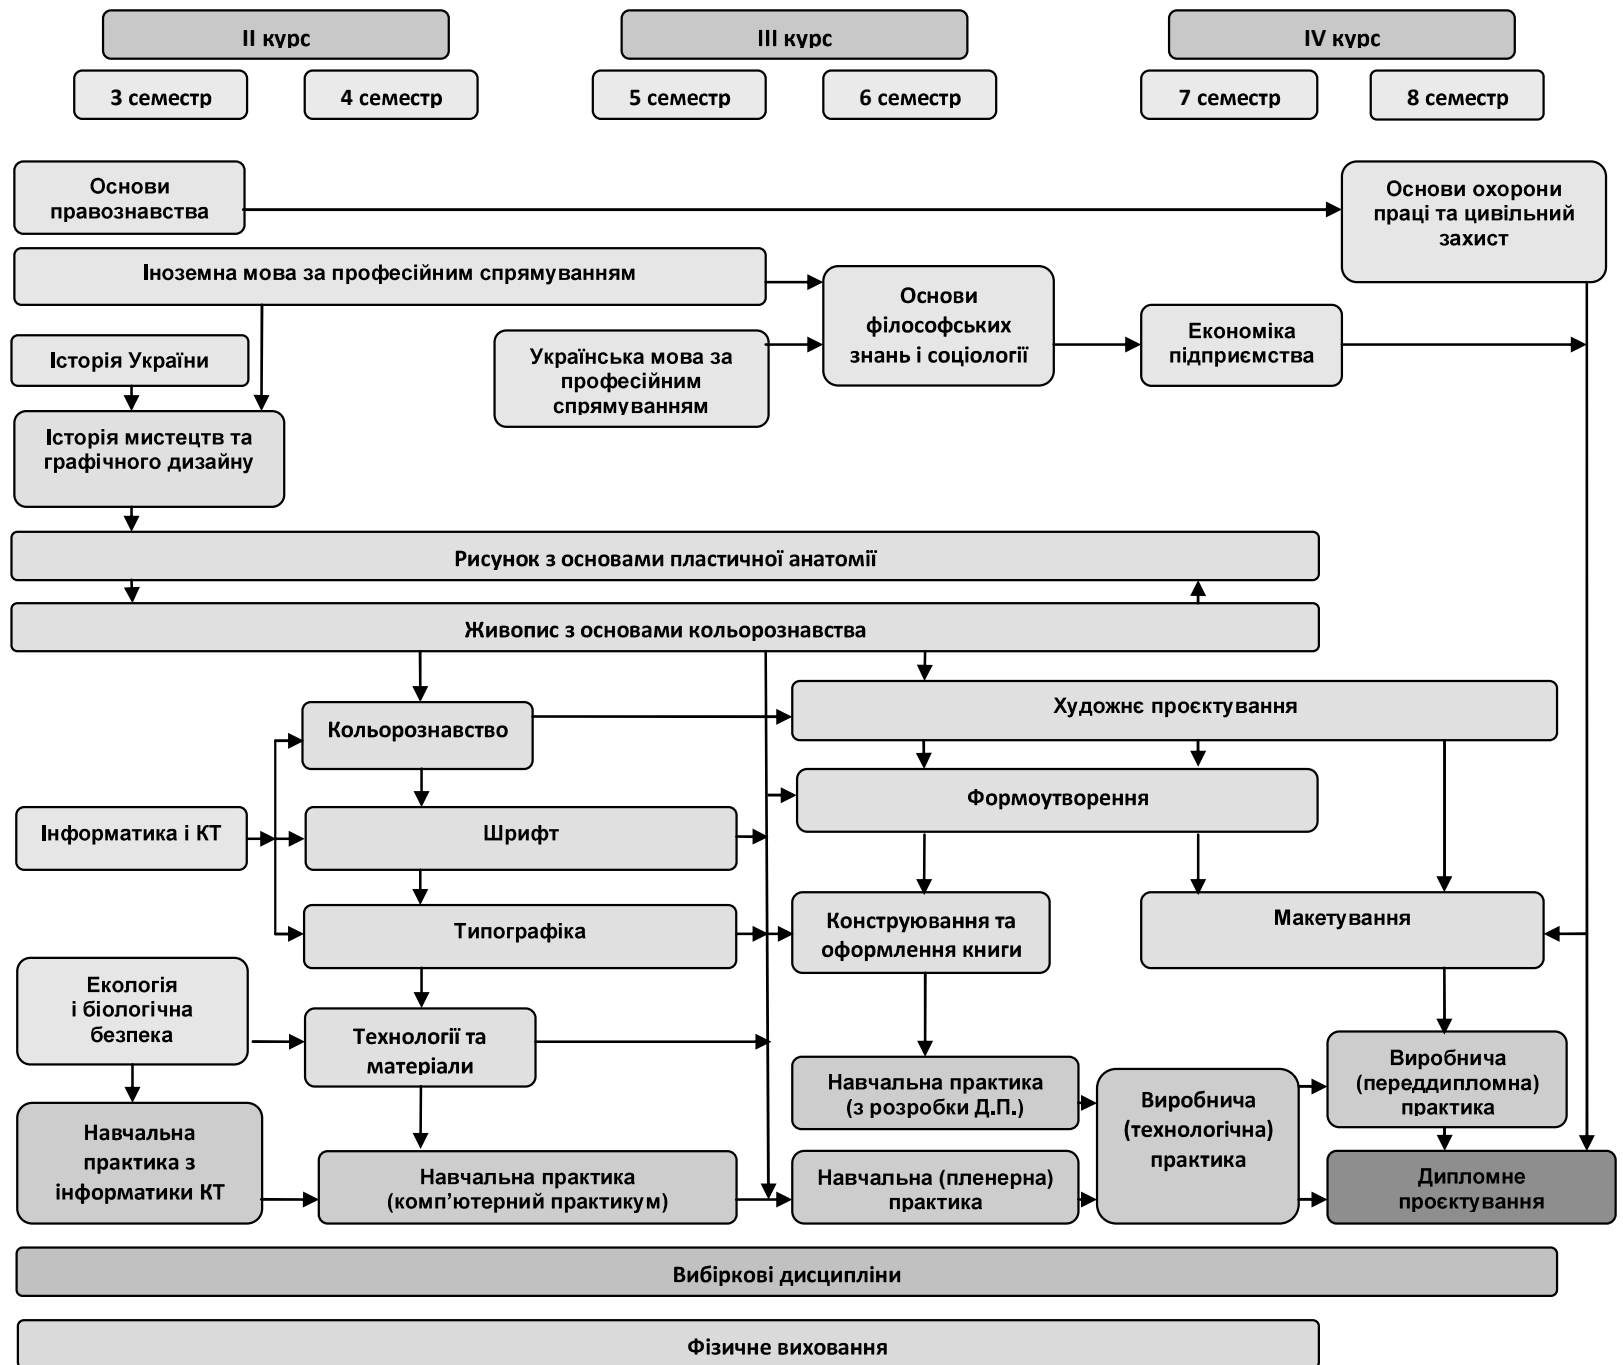 II курс
III курс
IV курс
3 семестр
4 семестр
5 семестр
6 семестр
7 семестр
8 семестр
Основи
правознавства
Основи охорони
праці та цивільний
захист
Іноземна мова за професійним спрямуванням
Основи
філософських
знань і соціології
Економіка
підприємства
Історія України
Українська мова за
професійним
спрямуванням
Історія мистецтв та
графічного дизайну
Рисунок з основами пластичної анатомії
Живопис з основами кольорознавства
Кольорознавство
Художнє проєктування
Формоутворення
Інформатика і КТ
Шрифт
Типографіка
Конструювання та
оформлення книги
Макетування
Екологія
і біологічна
безпека
Технології та
матеріали
Навчальна практика
(з розробки Д.П.)
Виробнича
(технологічна)
практика
Виробнича
(переддипломна)
практика
Навчальна
практика з
інформатики КТ
Навчальна практика
(комп’ютерний практикум)
Навчальна (пленерна)
практика
Дипломне
проєктування
Вибіркові дисципліни
Фізичне виховання